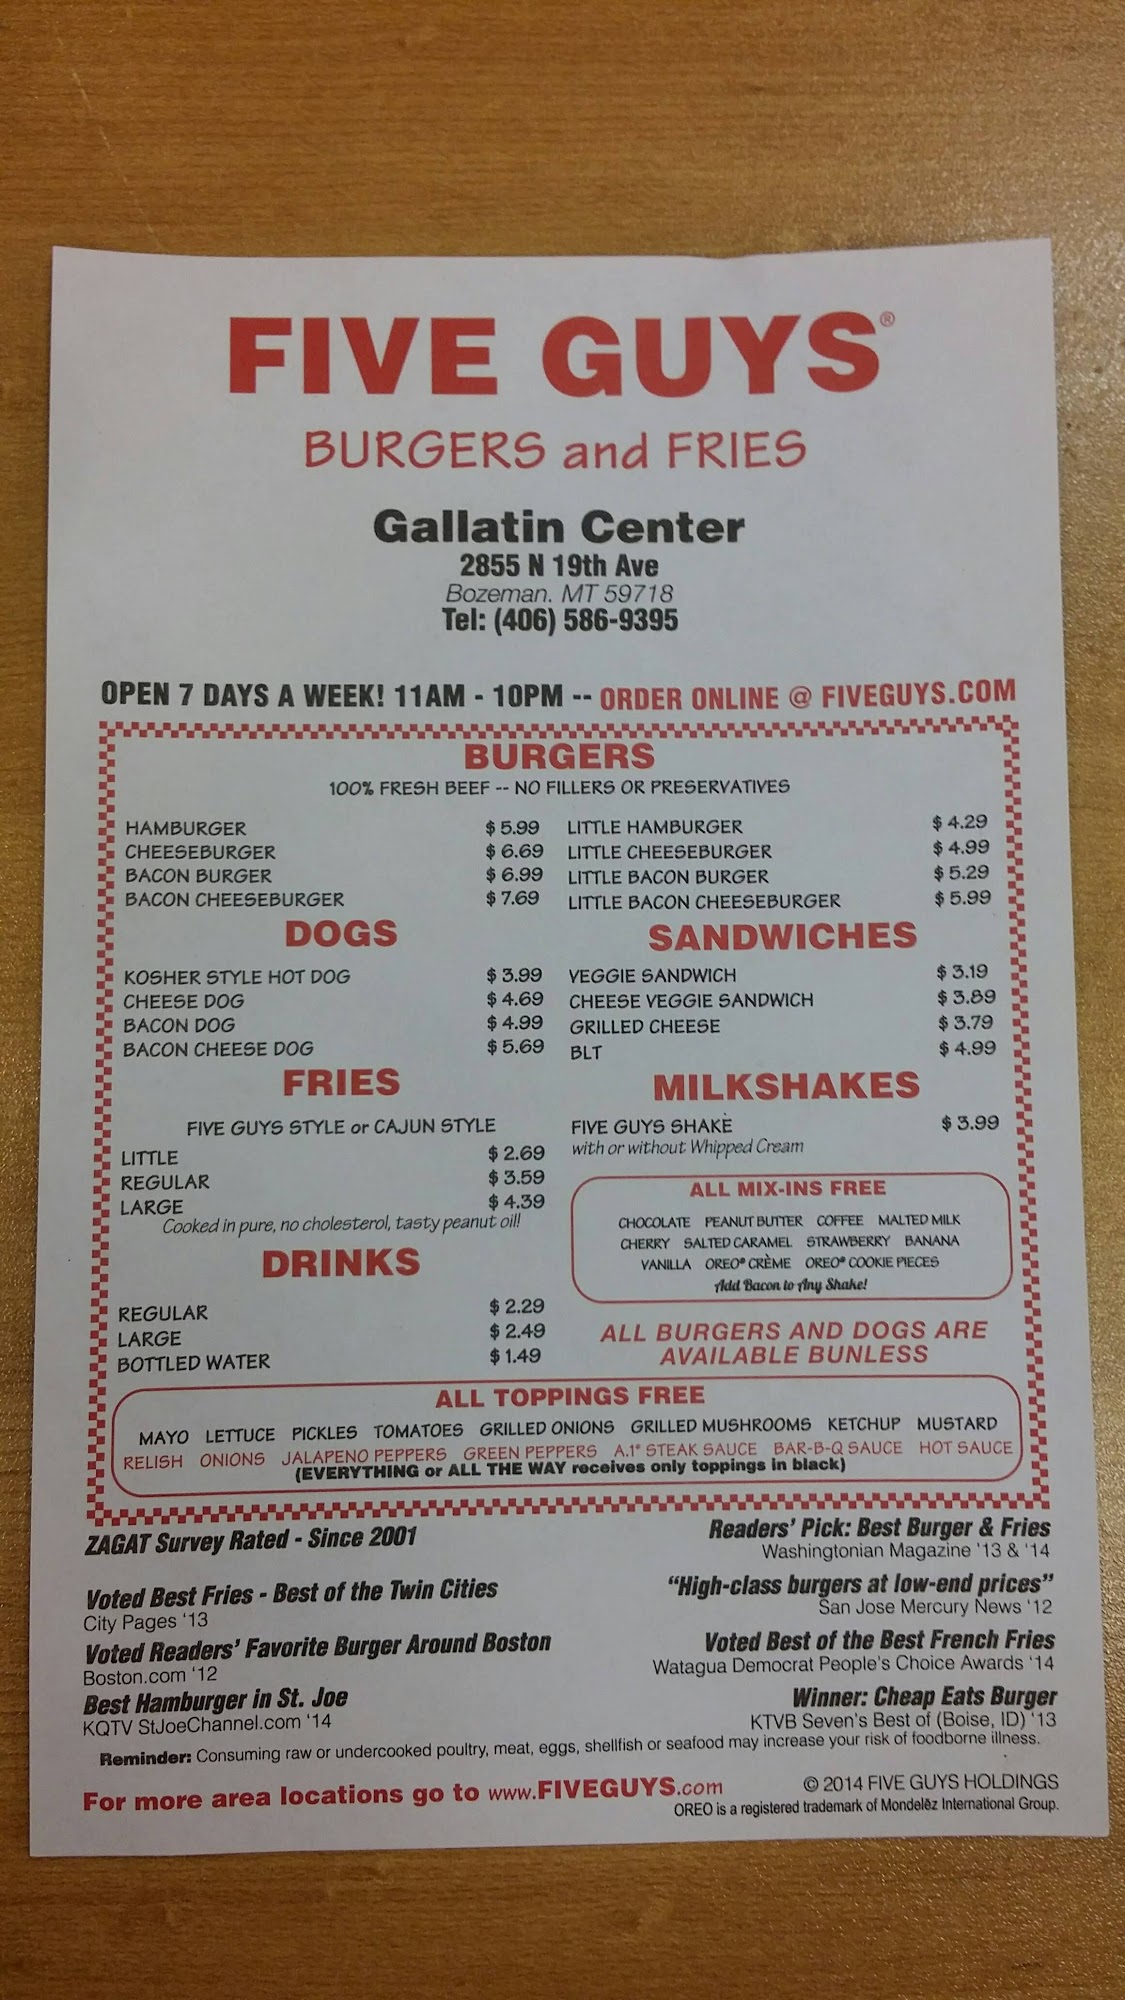 FIVE GUYS®
BURGERS and FRIES
Gallatin Center
2855 N 19th Ave
Bozeman. MT 59718
Tel: (406) 586-9395
OPEN 7 DAYS A WEEK! 11AM - 10PM -- ORDER ONLINE @ FIVEGUYS.COM
BURGERS
100% FRESH BEEF -- NO FILLERS OR PRESERVATIVES
HAMBURGER $ 5.99
CHEESEBURGER $ 6.69
BACON BURGER $ 6.99
BACON CHEESEBURGER $ 7.69
LITTLE HAMBURGER $ 4.29
LITTLE CHEESEBURGER $ 4.99
LITTLE BACON BURGER $ 5.29
LITTLE BACON CHEESEBURGER $ 5.99
DOGS
KOSHER STYLE HOT DOG $ 3.99
CHEESE DOG $ 4.69
BACON DOG $ 4.99
BACON CHEESE DOG $ 5.69
SANDWICHES
VEGGIE SANDWICH $ 3.19
CHEESE VEGGIE SANDWICH $ 3.89
GRILLED CHEESE $ 3.79
BLT $ 4.99
FRIES
FIVE GUYS STYLE or CAJUN STYLE
LITTLE $ 2.69
REGULAR $ 3.59
LARGE $ 4.39
Cooked in pure, no cholesterol, tasty peanut oil!
DRINKS
REGULAR $ 2.29
LARGE $ 2.49
BOTTLED WATER $ 1.49
MILKSHAKES
FIVE GUYS SHAKE $ 3.99
with or without Whipped Cream
ALL MIX-INS FREE
CHOCOLATE PEANUT BUTTER COFFEE MALTED MILK
CHERRY SALTED CARAMEL STRAWBERRY BANANA
VANILLA OREO® CRÈME OREO® COOKIE PIECES
Add Bacon to Any Shake!
ALL BURGERS AND DOGS ARE
AVAILABLE BUNLESS
ALL TOPPINGS FREE
MAYO LETTUCE PICKLES TOMATOES GRILLED ONIONS GRILLED MUSHROOMS KETCHUP MUSTARD
RELISH ONIONS JALAPENO PEPPERS GREEN PEPPERS A.1® STEAK SAUCE BAR-B-Q SAUCE HOT SAUCE
(EVERYTHING or ALL THE WAY receives only toppings in black)
ZAGAT Survey Rated - Since 2001
Voted Best Fries - Best of the Twin Cities
City Pages '13
Voted Readers' Favorite Burger Around Boston
Boston.com '12
Best Hamburger in St. Joe
KQTV StJoeChannel.com '14
Readers' Pick: Best Burger & Fries
Washingtonian Magazine '13 & '14
"High-class burgers at low-end prices"
San Jose Mercury News '12
Voted Best of the Best French Fries
Watagua Democrat People's Choice Awards '14
Winner: Cheap Eats Burger
KTVB Seven's Best of (Boise, ID) '13
Reminder: Consuming raw or undercooked poultry, meat, eggs, shellfish or seafood may increase your risk of foodborne illness.
For more area locations go to www.FIVEGUYS.com
© 2014 FIVE GUYS HOLDINGS
OREO is a registered trademark of Mondelēz International Group.